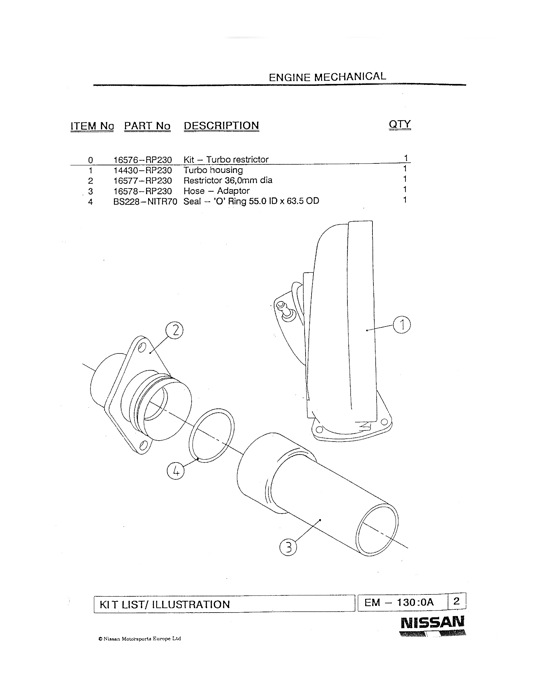 ENGINE MECHANICAL
ITEM No PART No DESCRIPTION QTY
0 16576-RP230 Kit - Turbo restrictor 1
1 14430-RP230 Turbo housing 1
2 16577-RP230 Restrictor 36,0mm dia 1
3 16578-RP230 Hose - Adaptor 1
4 BS228-NITR70 Seal - 'O' Ring 55.0 ID x 63.5 OD 1
1
2
4
3
KIT LIST/ ILLUSTRATION EM - 130:0A 2
NISSAN
© Nissan Motorsports Europe Ltd